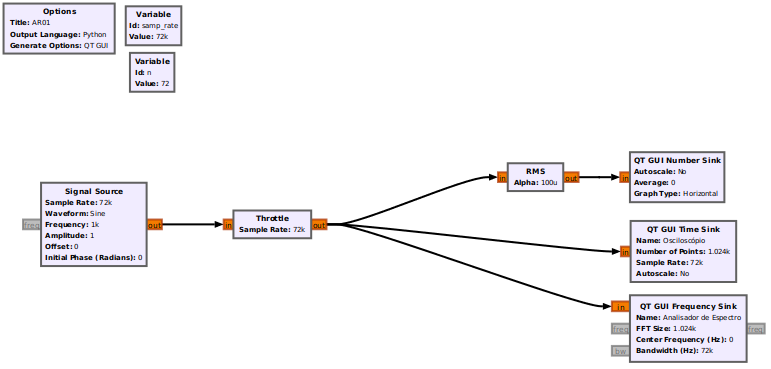 Options
Title: AR01
Output Language: Python
Generate Options: QT GUI
Variable
Id: samp_rate
Value: 72k
Variable
Id: n
Value: 72
Signal Source
Sample Rate: 72k
Waveform: Sine
Frequency: 1k
Amplitude: 1
Offset: 0
Initial Phase (Radians): 0
freq
out
Throttle
Sample Rate: 72k
in
out
RMS
Alpha: 100u
in
out
QT GUI Number Sink
Autoscale: No
Average: 0
Graph Type: Horizontal
in
QT GUI Time Sink
Name: Osciloscópio
Number of Points: 1.024k
Sample Rate: 72k
Autoscale: No
in
QT GUI Frequency Sink
Name: Analisador de Espectro
FFT Size: 1.024k
Center Frequency (Hz): 0
Bandwidth (Hz): 72k
in
freq
bw
freq